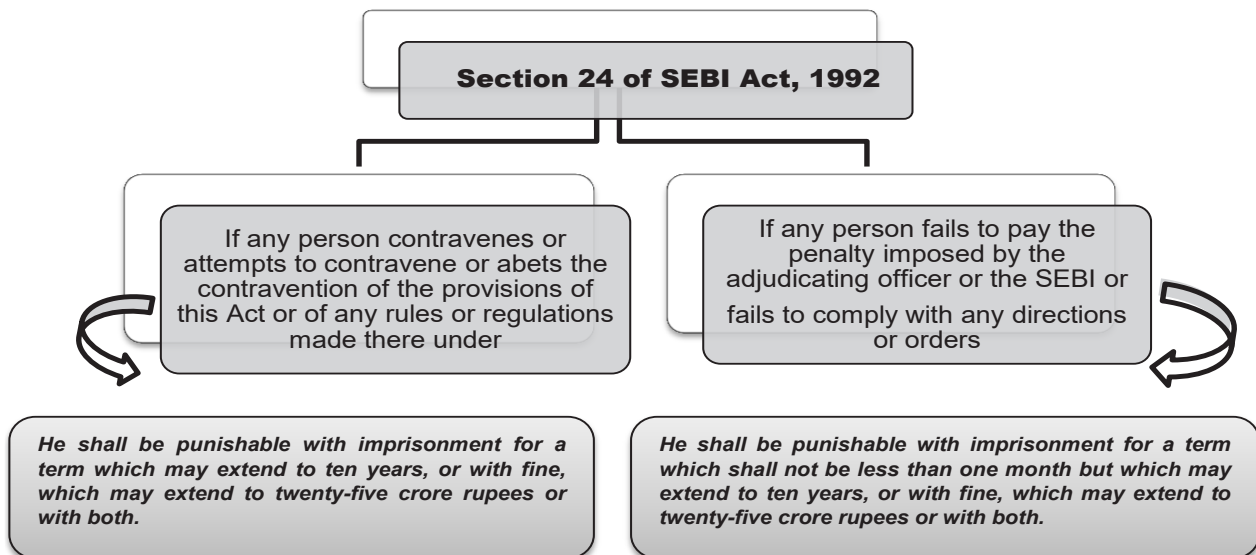 Section 24 of SEBI Act, 1992
If any person contravenes or
attempts to contravene or abets the
contravention of the provisions of
this Act or of any rules or regulations
made there under
If any person fails to pay the
penalty imposed by the
adjudicating officer or the SEBI or
fails to comply with any directions
or orders
He shall be punishable with imprisonment for a
term which may extend to ten years, or with fine,
which may extend to twenty-five crore rupees or
with both.
He shall be punishable with imprisonment for a term
which shall not be less than one month but which may
extend to ten years, or with fine, which may extend to
twenty-five crore rupees or with both.